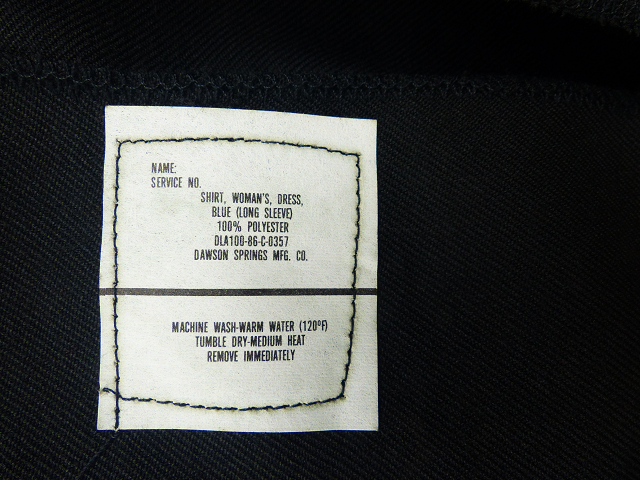 NAME:
SERVICE NO.
SHIRT, WOMAN'S, DRESS,
BLUE (LONG SLEEVE)
100% POLYESTER
DLA100-86-C-0357
DAWSON SPRINGS MFG. CO.
MACHINE WASH-WARM WATER (120°F)
TUMBLE DRY-MEDIUM HEAT
REMOVE IMMEDIATELY